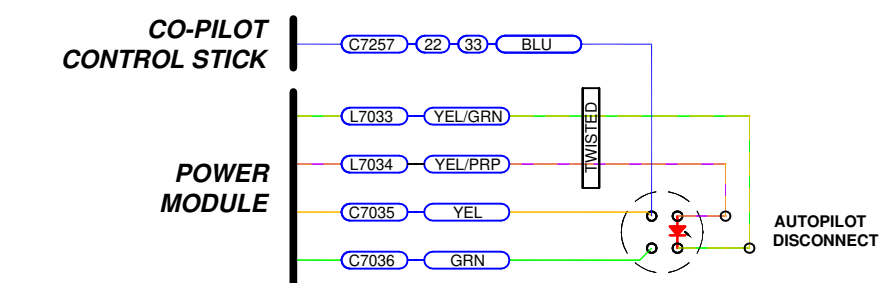 CO-PILOT
CONTROL STICK
C7257 22 33 BLU
L7033 YEL/GRN
TWISTED
L7034 YEL/PRP
POWER
MODULE
C7035 YEL
AUTOPILOT
DISCONNECT
C7036 GRN